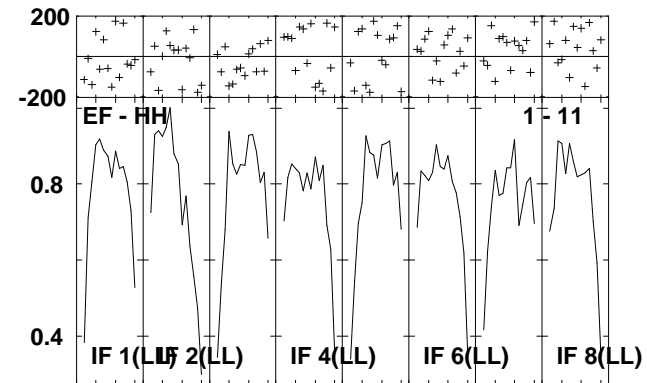 200
-200
EF - HH 1 - 11
0.8
0.4
IF 1(LL) IF 2(LL) IF 4(LL) IF 6(LL) IF 8(LL)